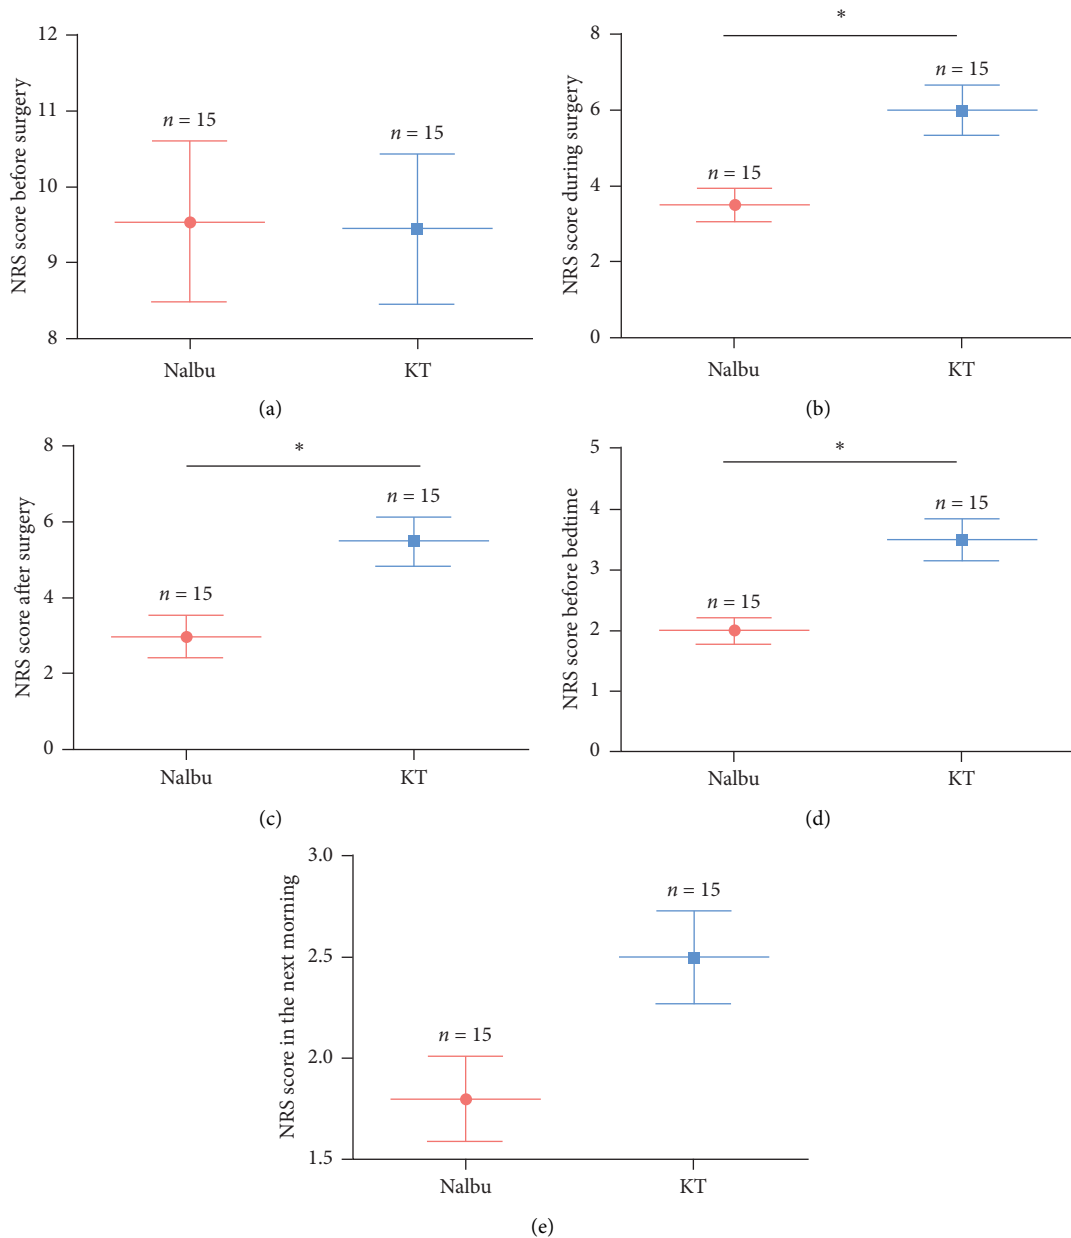 12
11
10
9
8
NRS score before surgery
n = 15
n = 15
Nalbu
KT
(a)
8
6
4
2
0
NRS score during surgery
*
n = 15
n = 15
Nalbu
KT
(b)
8
6
4
2
0
NRS score after surgery
*
n = 15
n = 15
Nalbu
KT
(c)
5
4
3
2
1
0
NRS score before bedtime
*
n = 15
n = 15
Nalbu
KT
(d)
3.0
2.5
2.0
1.5
NRS score in the next morning
n = 15
n = 15
Nalbu
KT
(e)